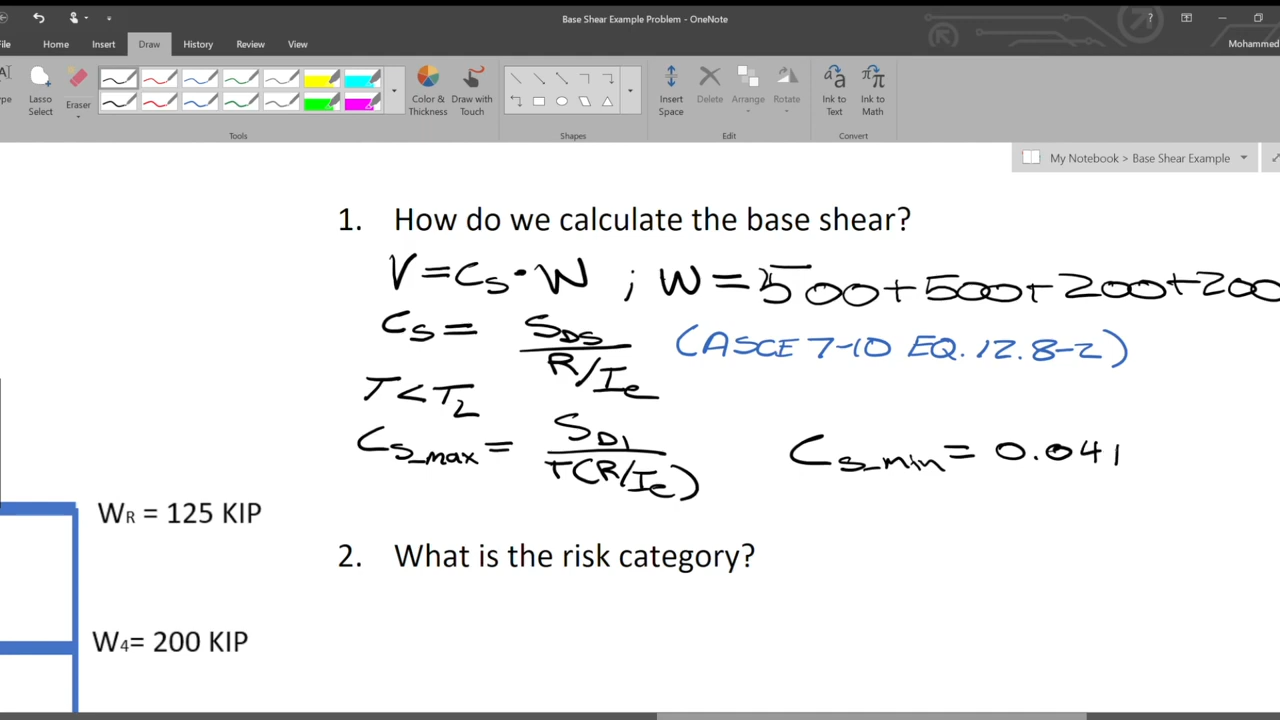 Base Shear Example Problem - OneNote
File Home Insert Draw History Review View Mohammed
Lasso Select
Eraser
Color & Thickness
Draw with Touch
Insert Space
Delete
Arrange
Rotate
Ink to Text
Ink to Math
Tools Shapes Edit Convert
My Notebook > Base Shear Example
1. How do we calculate the base shear?
V = CS • W ; W = 500 + 500 + 200 + 200
CS = SDS / (R/Ie) (ASCE 7-10 EQ. 12.8-2)
T < TL
CS_max = SD1 / T(R/Ie) CS_min = 0.041
WR = 125 KIP
2. What is the risk category?
W4= 200 KIP